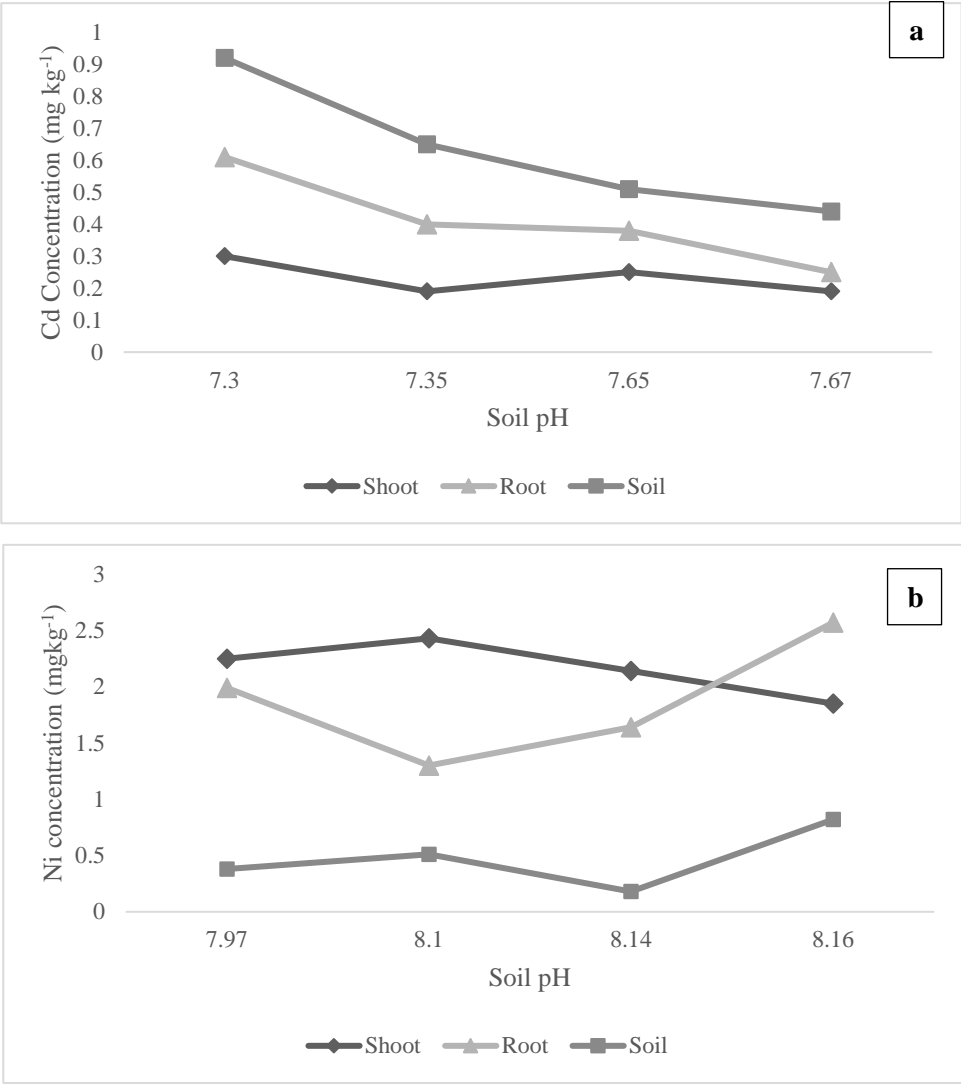 a
Cd Concentration (mg kg⁻¹)
1
0.9
0.8
0.7
0.6
0.5
0.4
0.3
0.2
0.1
0
7.3 7.35 7.65 7.67
Soil pH
Shoot Root Soil
b
Ni concentration (mgkg⁻¹)
3
2.5
2
1.5
1
0.5
0
7.97 8.1 8.14 8.16
Soil pH
Shoot Root Soil